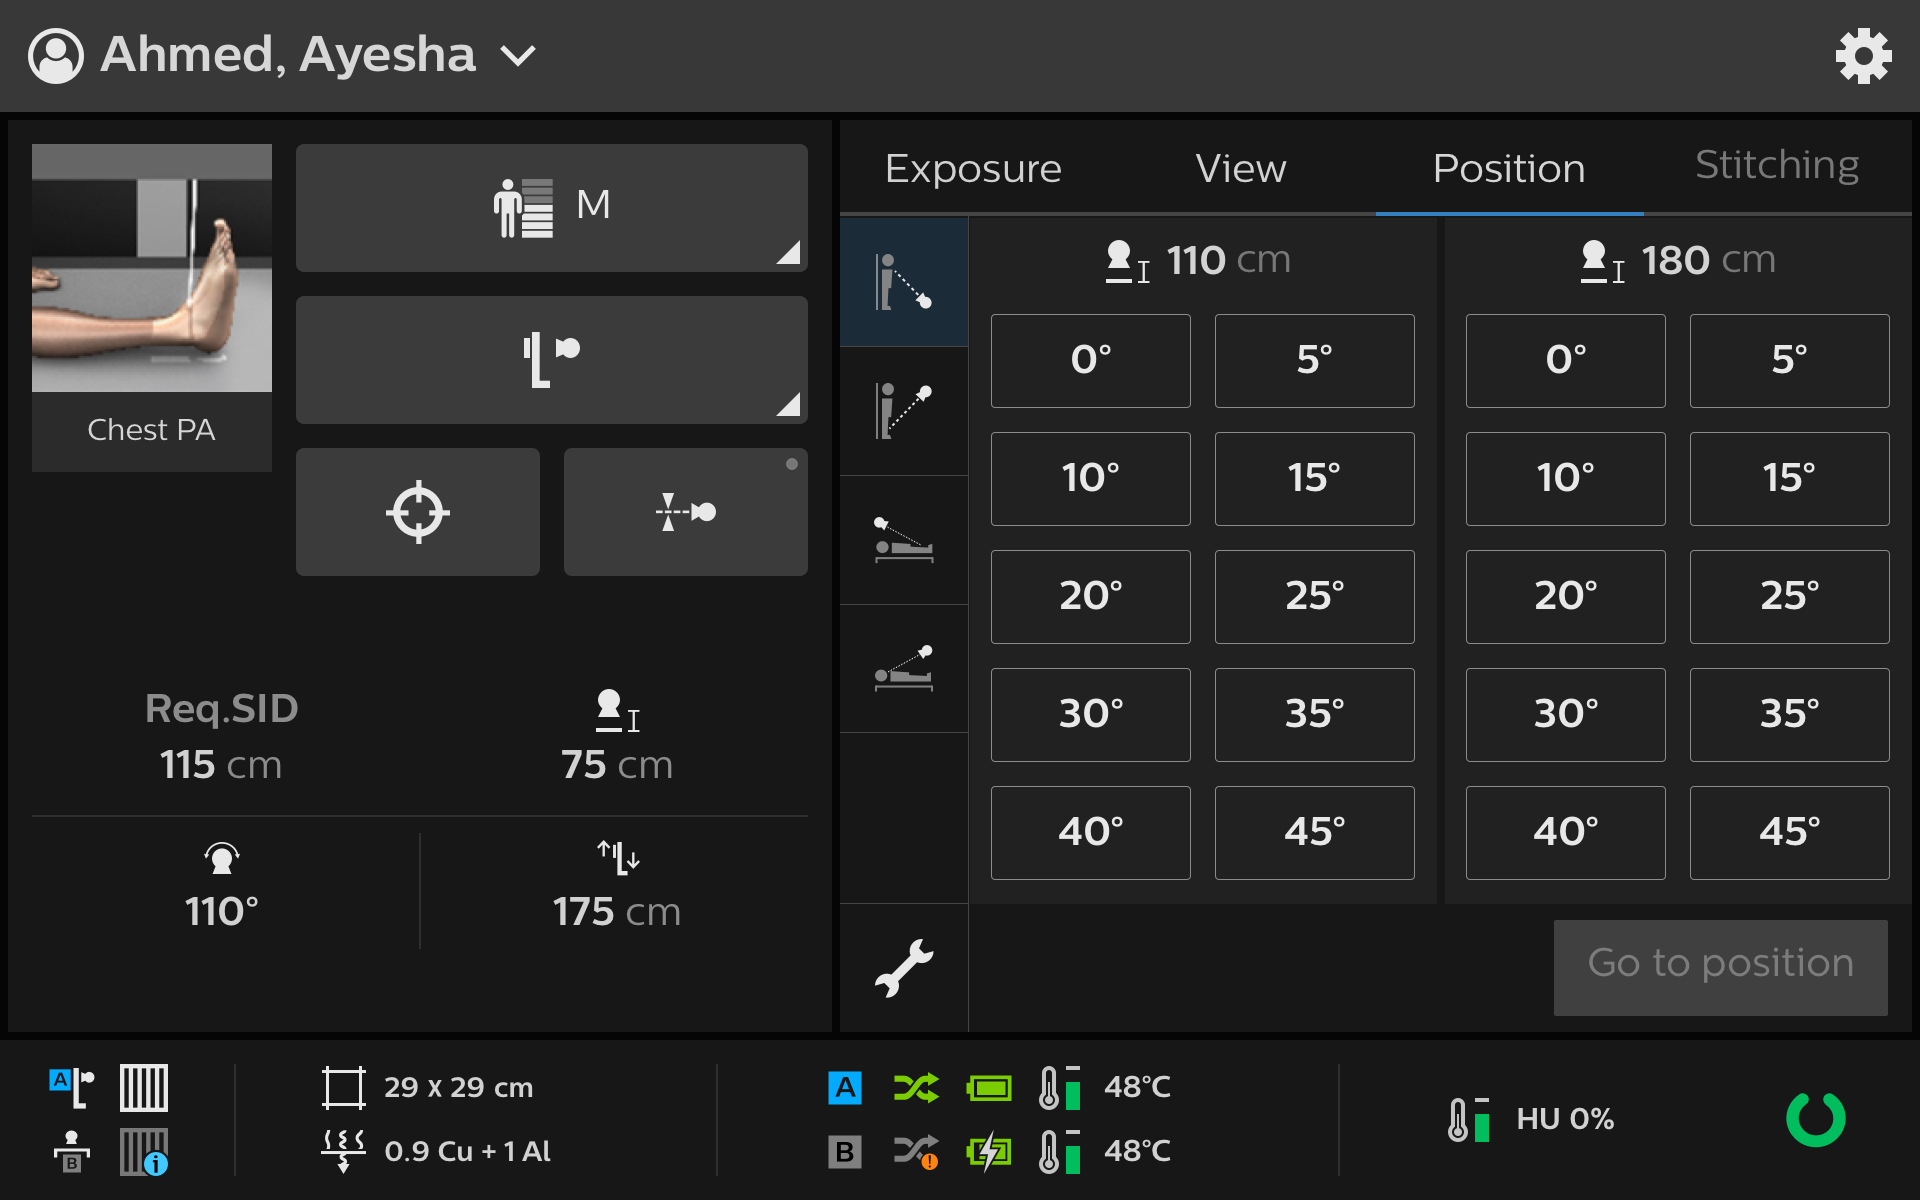 Ahmed, Ayesha
Chest PA
M
Req.SID
115 cm
75 cm
110°
175 cm
Exposure
View
Position
Stitching
110 cm
180 cm
0°
5°
0°
5°
10°
15°
10°
15°
20°
25°
20°
25°
30°
35°
30°
35°
40°
45°
40°
45°
Go to position
A
B
i
29 x 29 cm
0.9 Cu + 1 Al
A
48°C
B
!
48°C
HU 0%